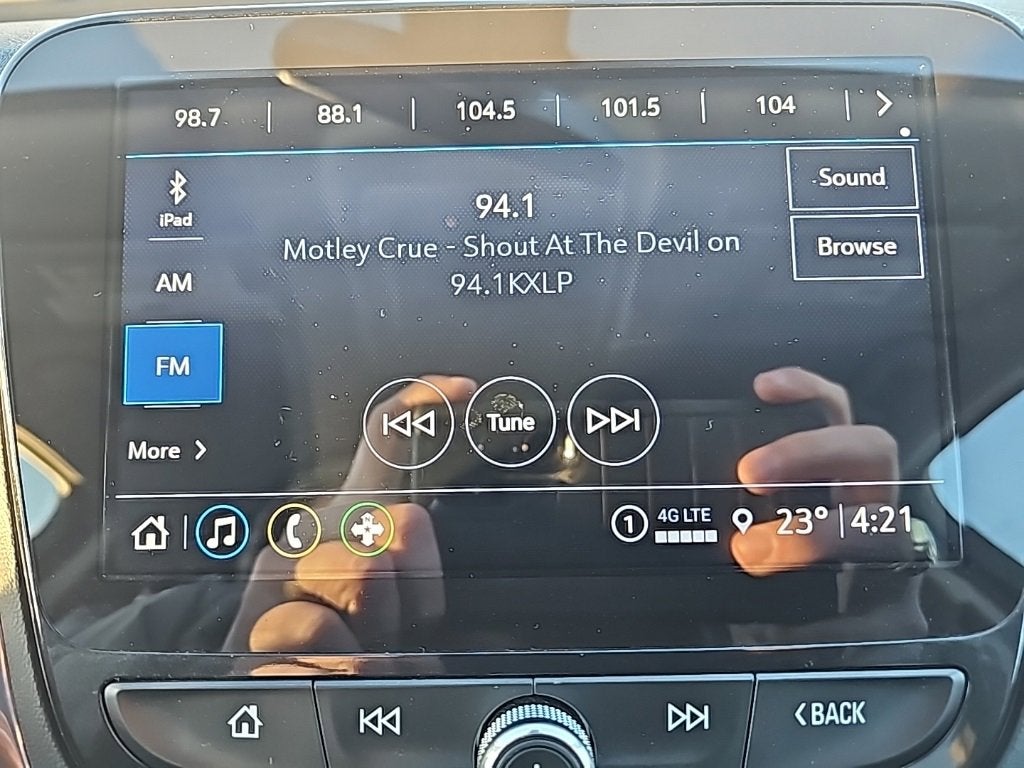 98.7 | 88.1 | 104.5 | 101.5 | 104 |
iPad
AM
FM
More
94.1
Motley Crue - Shout At The Devil on
94.1KXLP
Sound
Browse
Tune
N
1 4G LTE 23° | 4:21
BACK